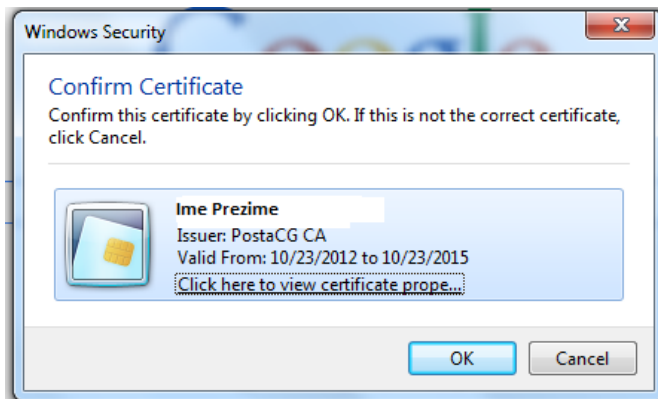 Windows Security
Confirm Certificate
Confirm this certificate by clicking OK. If this is not the correct certificate,
click Cancel.
Ime Prezime
Issuer: PostaCG CA
Valid From: 10/23/2012 to 10/23/2015
Click here to view certificate prope...
OK
Cancel